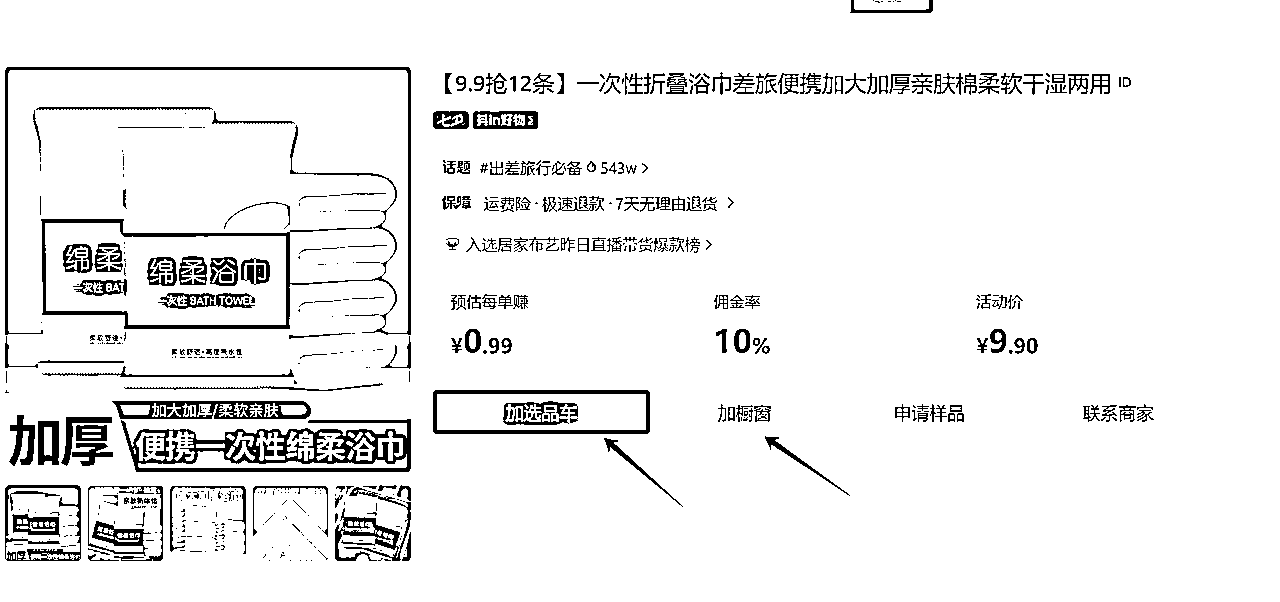 【9.9抢12条】一次性折叠浴巾差旅便携加大加厚亲肤棉柔软干湿两用 ID
抖in好物
话题 #出差旅行必备 543w >
保障 运费险 · 极速退款 · 7天无理由退货 >
入选居家布艺昨日直播带货爆款榜 >
预估每单赚 佣金率 活动价
¥0.99 10% ¥9.90
加选品车 加橱窗 申请样品 联系商家
绵柔
一次性 BAT
绵柔浴巾
一次性 BATH TOWEL
加大加厚/柔软亲肤
加厚 便携一次性绵柔浴巾